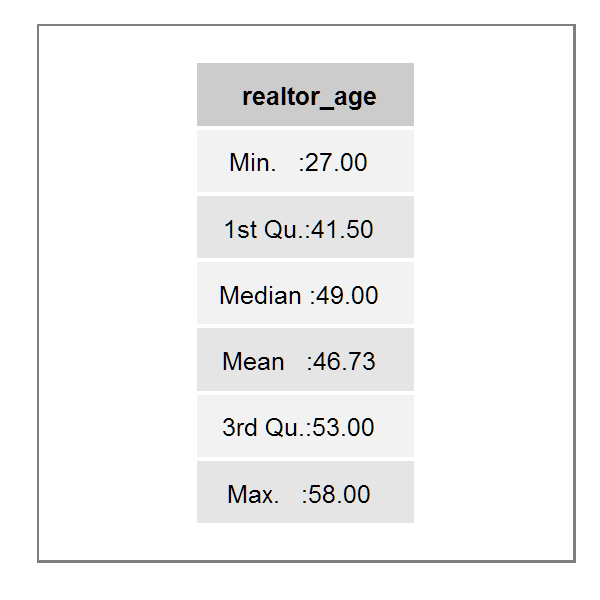 realtor_age
Min.   :27.00
1st Qu.:41.50
Median :49.00
Mean   :46.73
3rd Qu.:53.00
Max.   :58.00